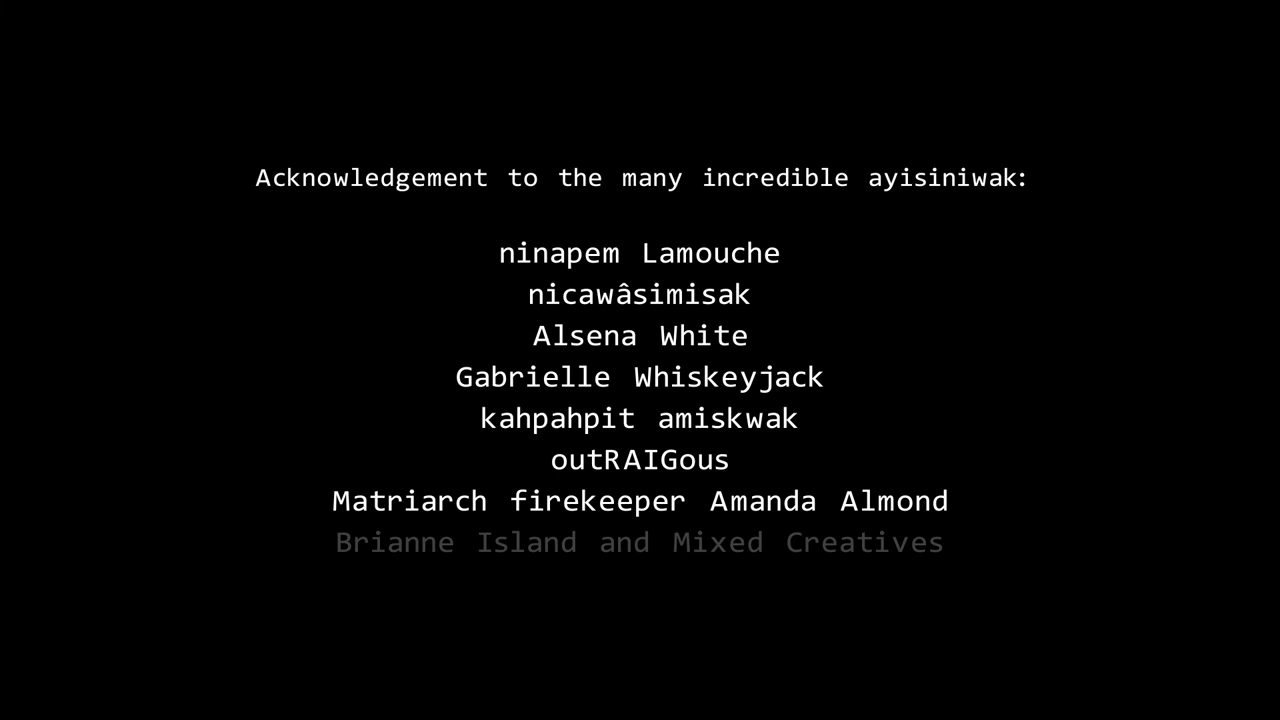 Acknowledgement to the many incredible ayisiniwak:
ninapem Lamouche
nicawâsimisak
Alsena White
Gabrielle Whiskeyjack
kahpahpit amiskwak
outRAIGous
Matriarch firekeeper Amanda Almond
Brianne Island and Mixed Creatives